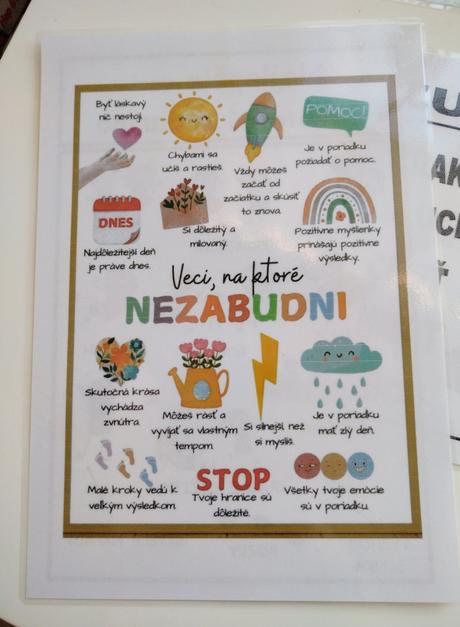 Byť láskavý
nič nestojí.
Chybami sa
učíš a rastieš.
Vždy môžeš
začať od
začiatku a skúsiť
to znova.
POMOC!
Je v poriadku
požiadať o pomoc.
DNES
Najdôležitejší deň
je práve dnes.
Si dôležitý a
milovaný.
Pozitívne myšlienky
prinášajú pozitívne
výsledky.
Veci, na ktoré
NEZABUDNI
Skutočná krása
vychádza
zvnútra.
Môžeš rásť a
vyvíjať sa vlastným
tempom.
Si silnejší než
si myslíš.
Je v poriadku
mať zlý deň.
Malé kroky vedú k
veľkým výsledkom.
STOP
Tvoje hranice sú
dôležité.
Všetky tvoje emócie
sú v poriadku.